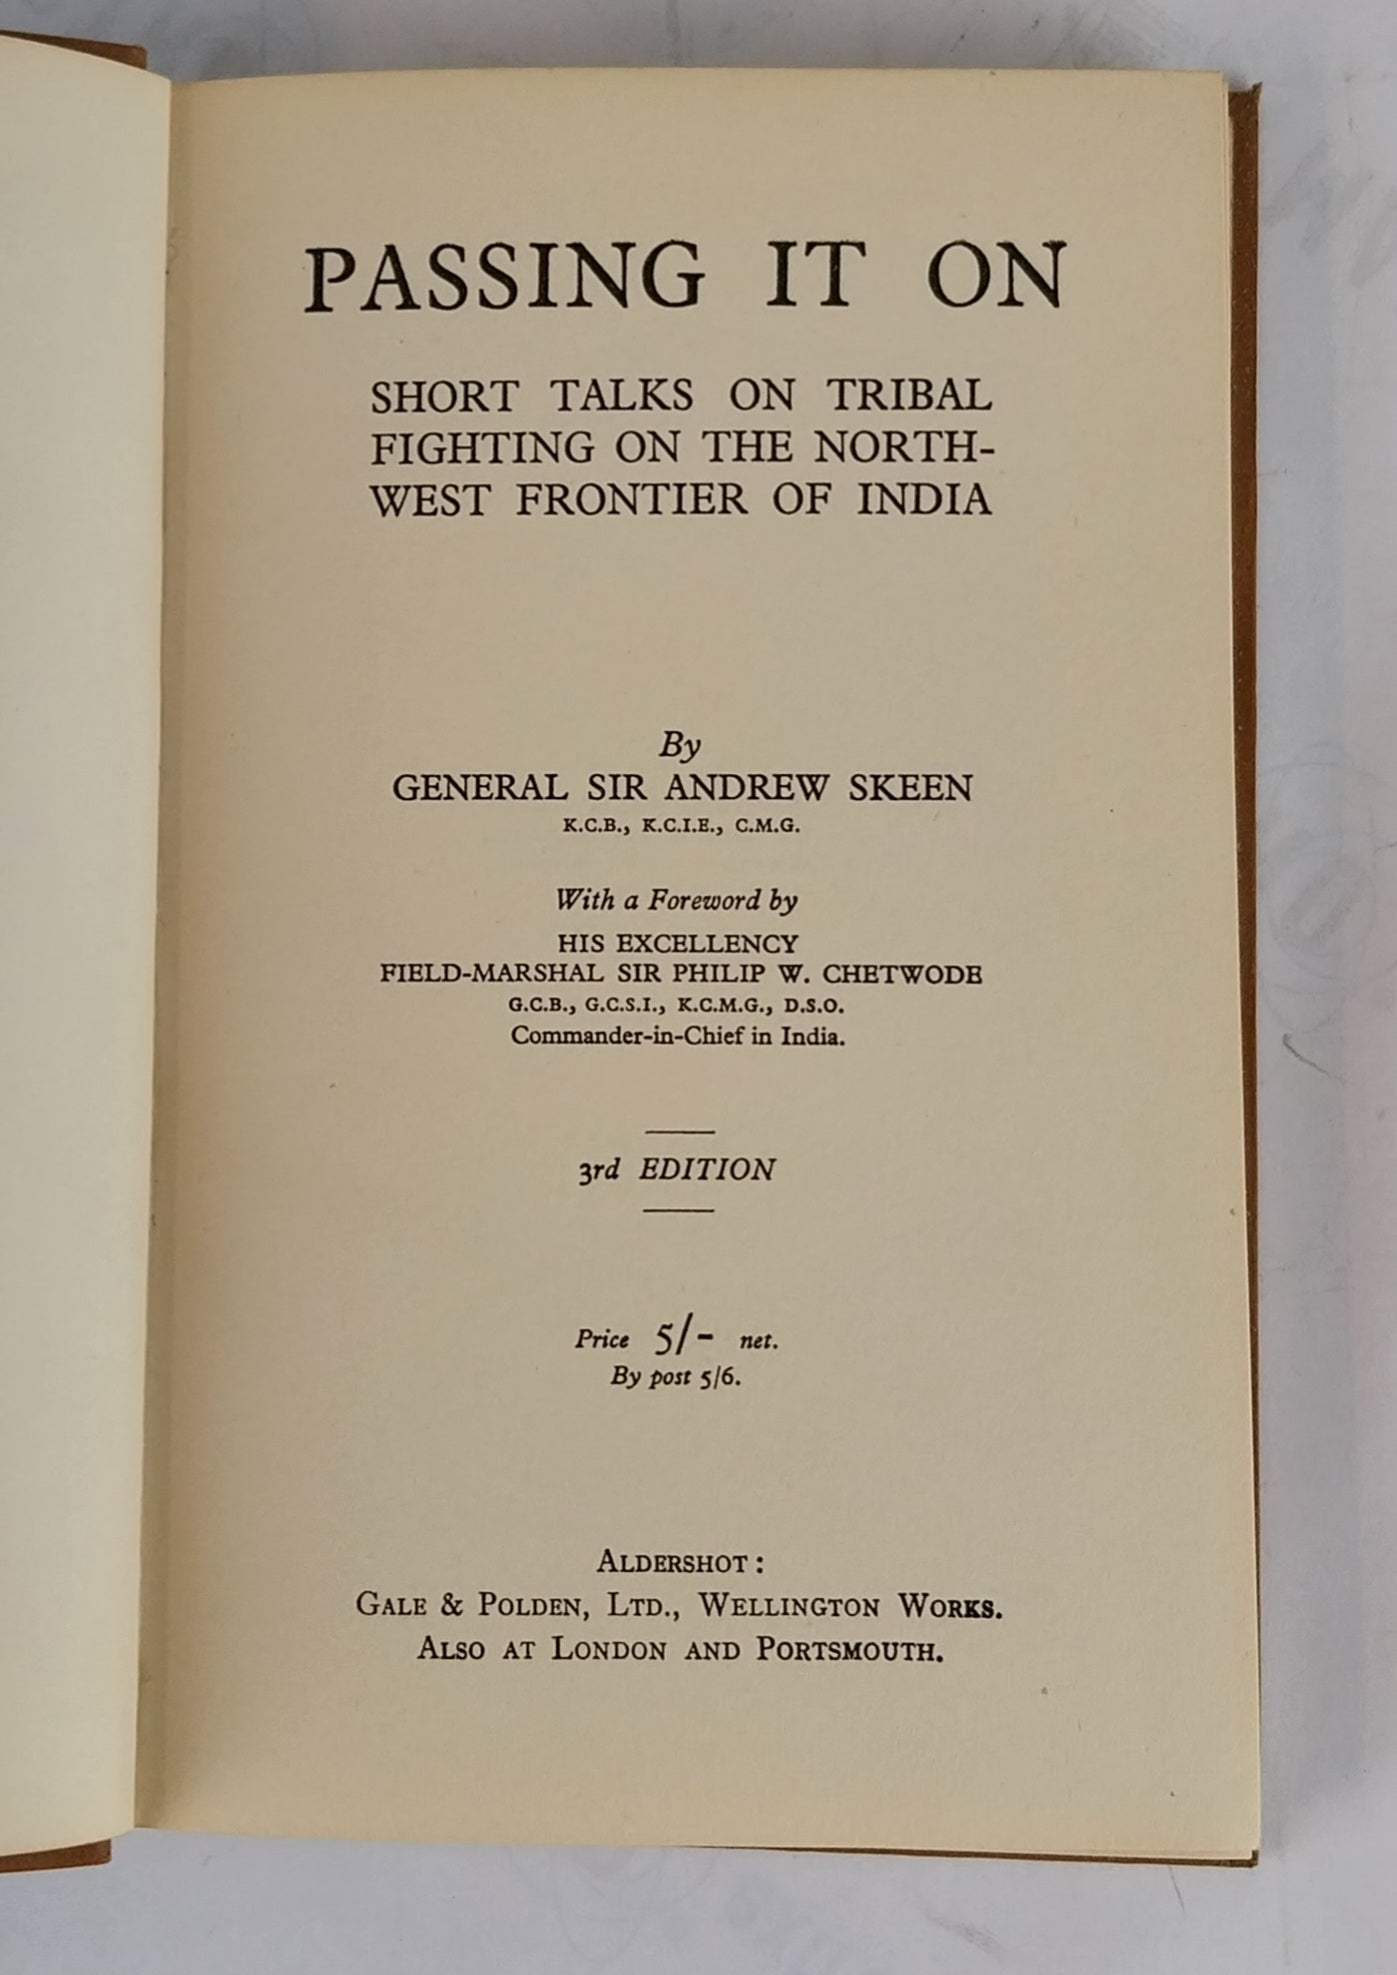 PASSING IT ON
SHORT TALKS ON TRIBAL
FIGHTING ON THE NORTH-
WEST FRONTIER OF INDIA
By
GENERAL SIR ANDREW SKEEN
K.C.B., K.C.I.E., C.M.G.
With a Foreword by
HIS EXCELLENCY
FIELD-MARSHAL SIR PHILIP W. CHETWODE
G.C.B., G.C.S.I., K.C.M.G., D.S.O.
Commander-in-Chief in India.
3rd EDITION
Price 5/- net.
By post 5/6.
ALDERSHOT:
GALE & POLDEN, LTD., WELLINGTON WORKS.
ALSO AT LONDON AND PORTSMOUTH.